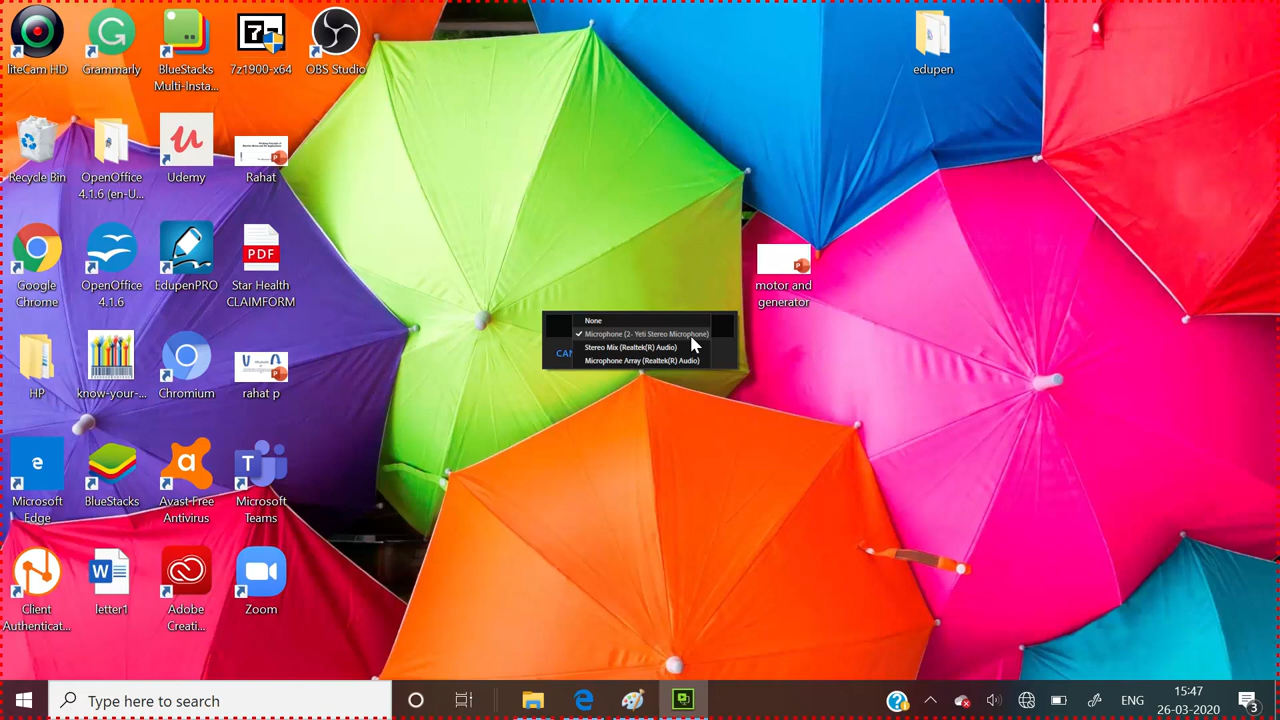 liteCam HD
Grammarly
BlueStacks
Multi-Insta...
7z1900-x64
OBS Studio
edupen
Recycle Bin
OpenOffice
4.1.6 (en-U...
Udemy
Rahat
Google
Chrome
OpenOffice
4.1.6
EdupenPRO
PDF
Star Health
CLAIMFORM
motor and
generator
None
Microphone (2- Yeti Stereo Microphone)
Stereo Mix (Realtek(R) Audio)
CAN
Microphone Array (Realtek(R) Audio)
HP
know-your-...
Chromium
rahat p
Microsoft
Edge
BlueStacks
Avast Free
Antivirus
Microsoft
Teams
Client
Authenticat...
letter1
Adobe
Creati...
Zoom
Type here to search
ENG
15:47
26-03-2020
3